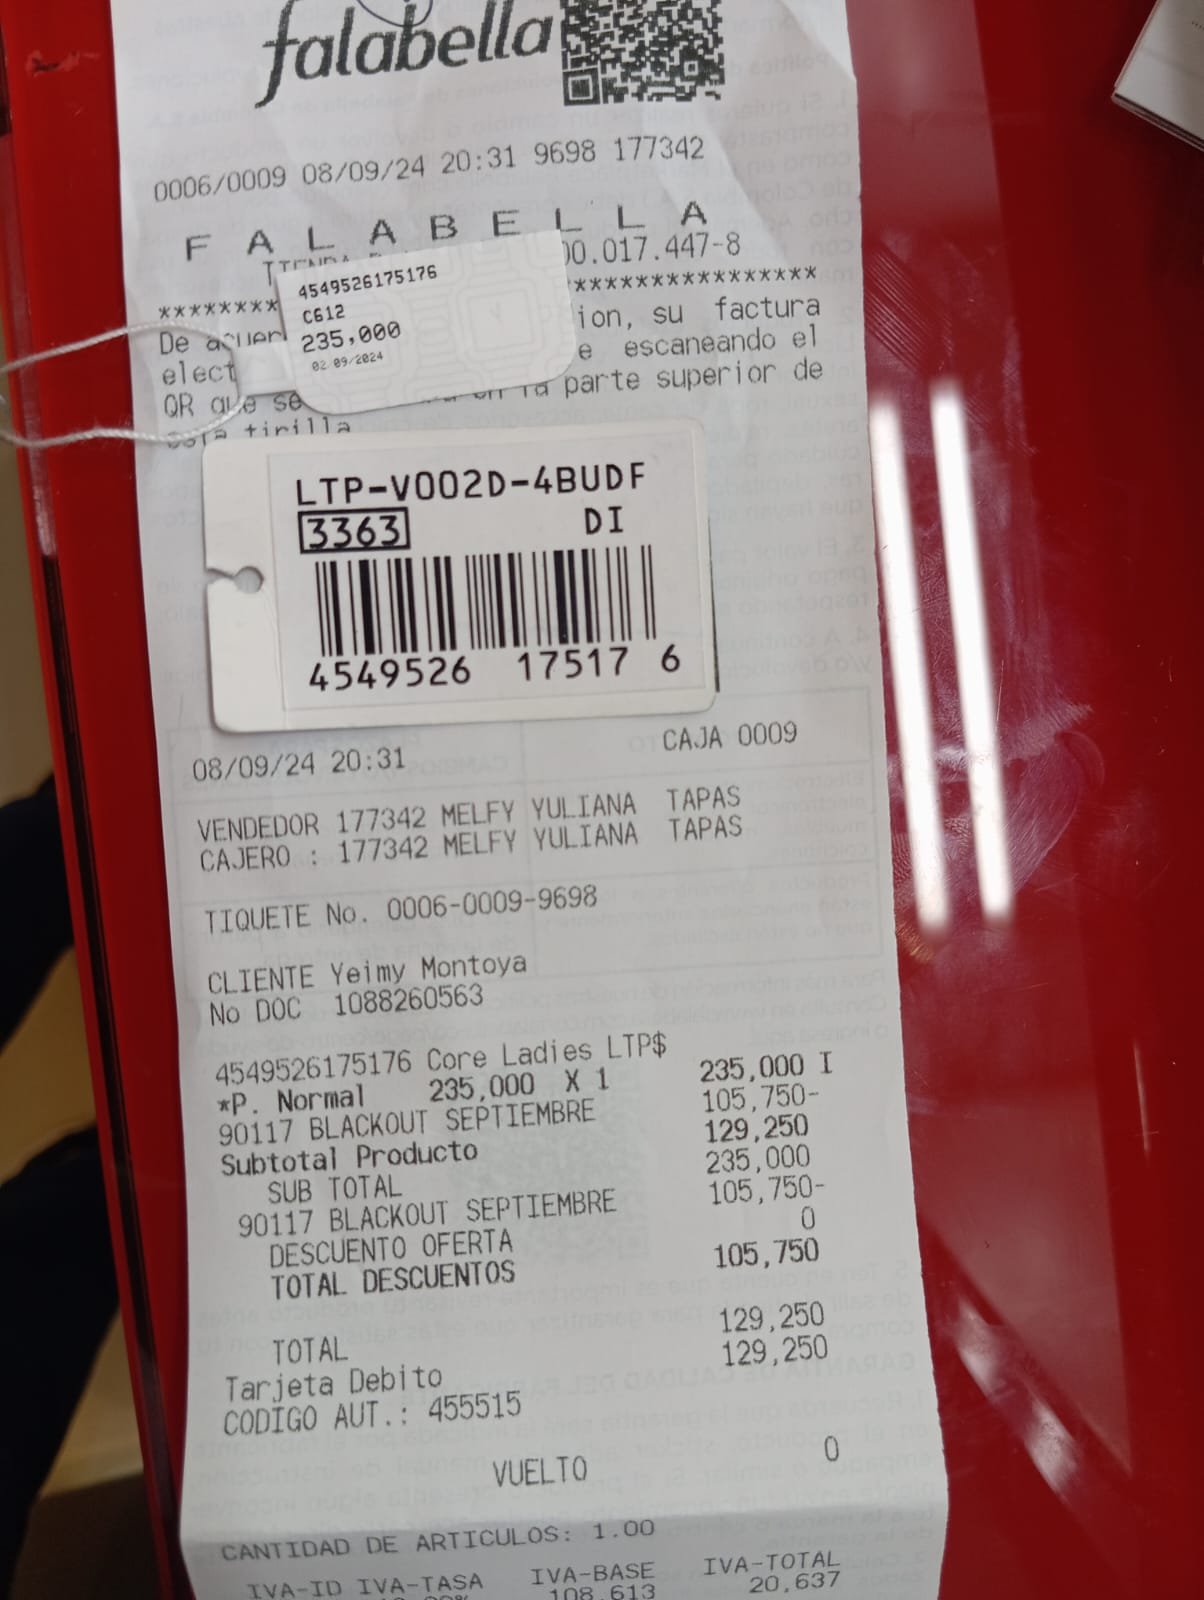 falabella
0006/0009 08/09/24 20:31 9698 177342
F A L A B E L L A
00.017.447-8
4549526175176
C612
235,000
02/09/2024
ion, su factura
elect e escaneando el
QR que se parte superior de
tirilla
LTP-V002D-4BUDF
3363 DI
4549526 17517 6
08/09/24 20:31 CAJA 0009
VENDEDOR 177342 MELFY YULIANA TAPAS
CAJERO : 177342 MELFY YULIANA TAPAS
TIQUETE No. 0006-0009-9698
CLIENTE Yeimy Montoya
No DOC 1088260563
4549526175176 Core Ladies LTP$
*P. Normal 235,000 X 1 235,000 I
90117 BLACKOUT SEPTIEMBRE 105,750-
Subtotal Producto 129,250
SUB TOTAL 235,000
90117 BLACKOUT SEPTIEMBRE 105,750-
DESCUENTO OFERTA 0
TOTAL DESCUENTOS 105,750
TOTAL 129,250
Tarjeta Debito 129,250
CODIGO AUT.: 455515
VUELTO 0
CANTIDAD DE ARTICULOS: 1.00
IVA-ID IVA-TASA IVA-BASE IVA-TOTAL
108,613 20,637